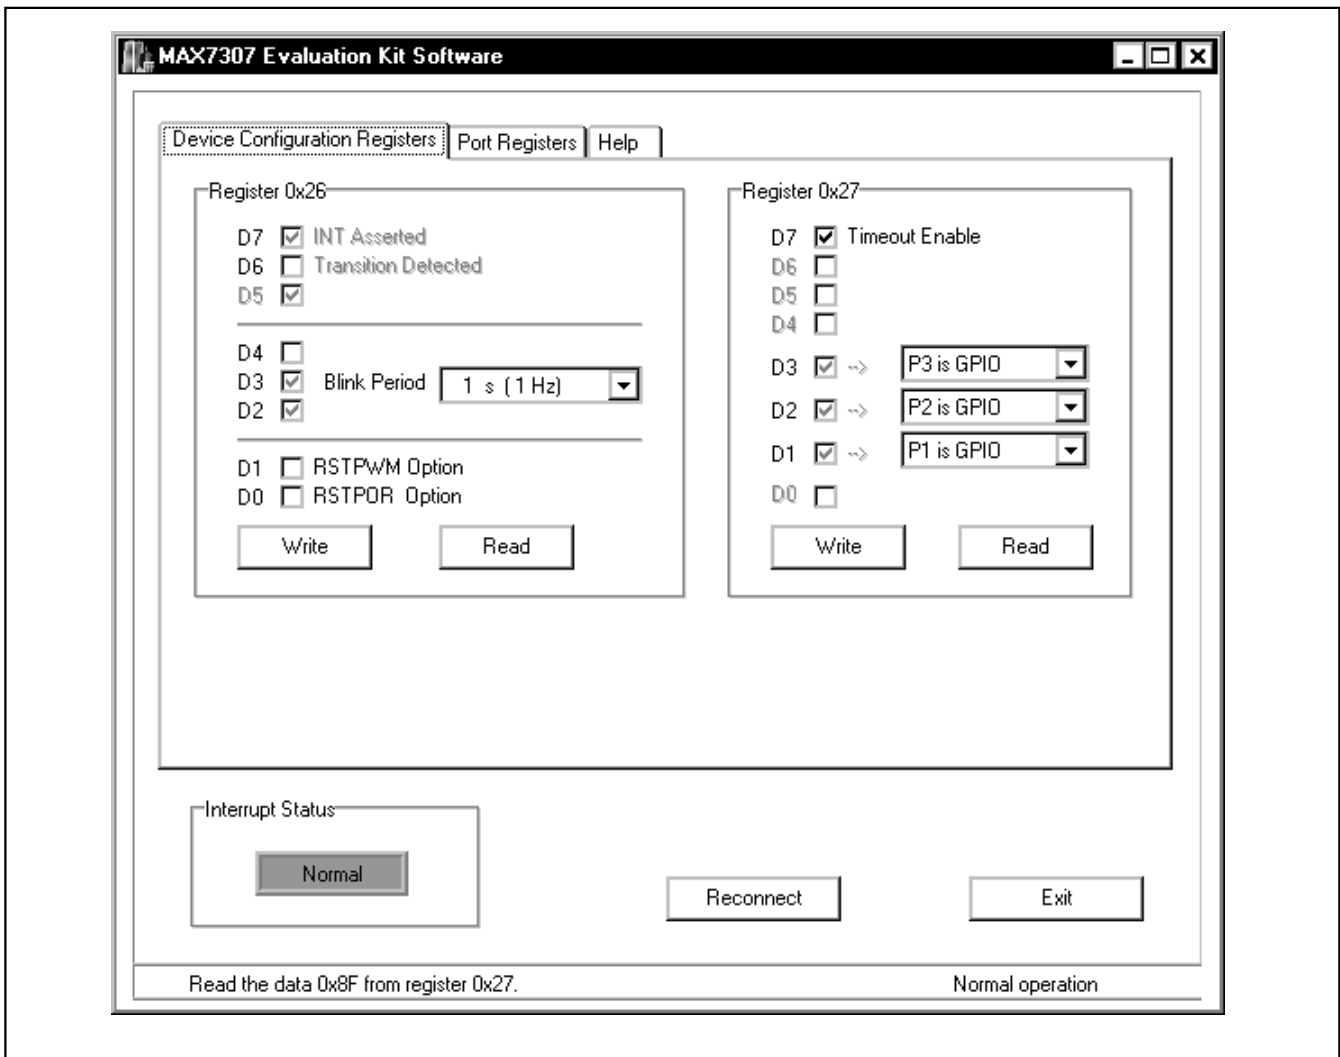 MAX7307 Evaluation Kit Software
Device Configuration Registers Port Registers Help
Register 0x26
D7 INT Asserted
D6 Transition Detected
D5
D4
D3 Blink Period 1 s (1 Hz)
D2
D1 RSTPWM Option
D0 RSTPOR Option
Write Read
Register 0x27
D7 Timeout Enable
D6
D5
D4
D3 --> P3 is GPIO
D2 --> P2 is GPIO
D1 --> P1 is GPIO
D0
Write Read
Interrupt Status
Normal
Reconnect Exit
Read the data 0x8F from register 0x27. Normal operation